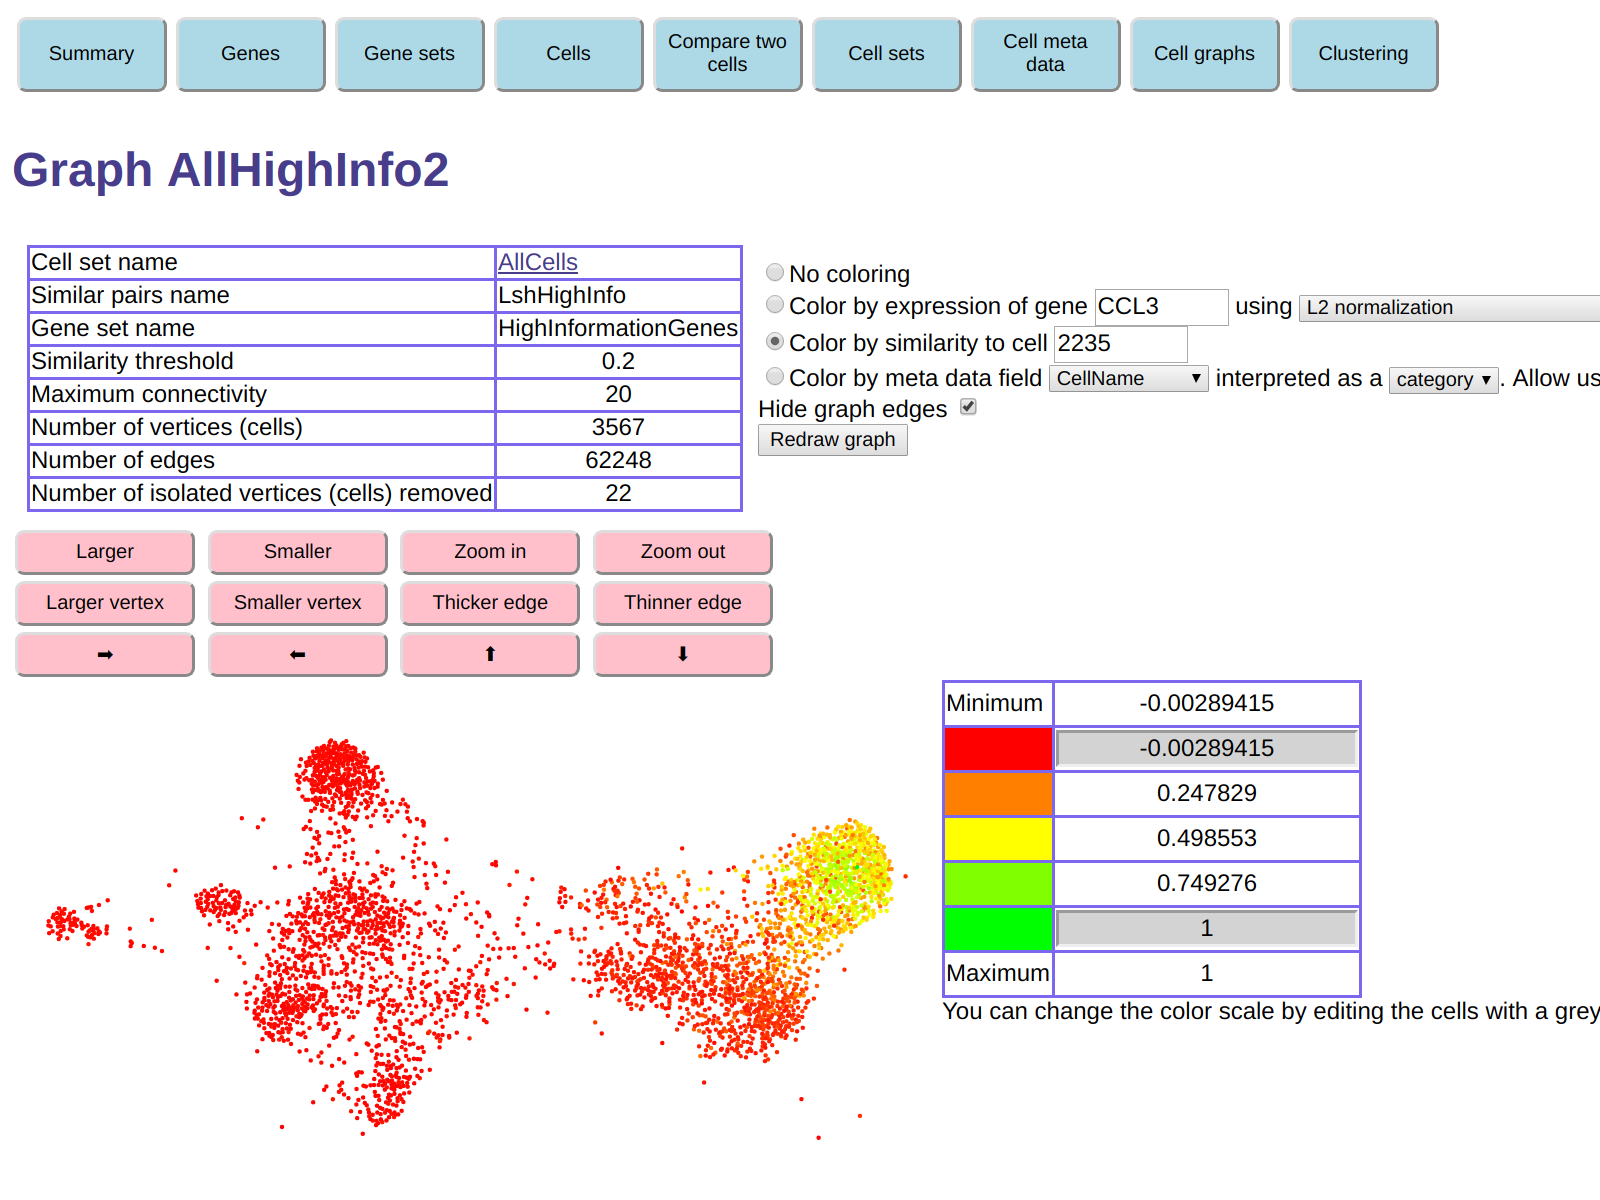 Summary
Genes
Gene sets
Cells
Compare two
cells
Cell sets
Cell meta
data
Cell graphs
Clustering
Graph AllHighInfo2
Cell set name AllCells
Similar pairs name LshHighInfo
Gene set name HighInformationGenes
Similarity threshold 0.2
Maximum connectivity 20
Number of vertices (cells) 3567
Number of edges 62248
Number of isolated vertices (cells) removed 22
No coloring
Color by expression of gene CCL3 using L2 normalization
Color by similarity to cell 2235
Color by meta data field CellName interpreted as a category . Allow us
Hide graph edges
Redraw graph
Larger Smaller Zoom in Zoom out
Larger vertex Smaller vertex Thicker edge Thinner edge
➡ ⬅ ⬆ ⬇
Minimum -0.00289415
-0.00289415
0.247829
0.498553
0.749276
1
Maximum 1
You can change the color scale by editing the cells with a grey